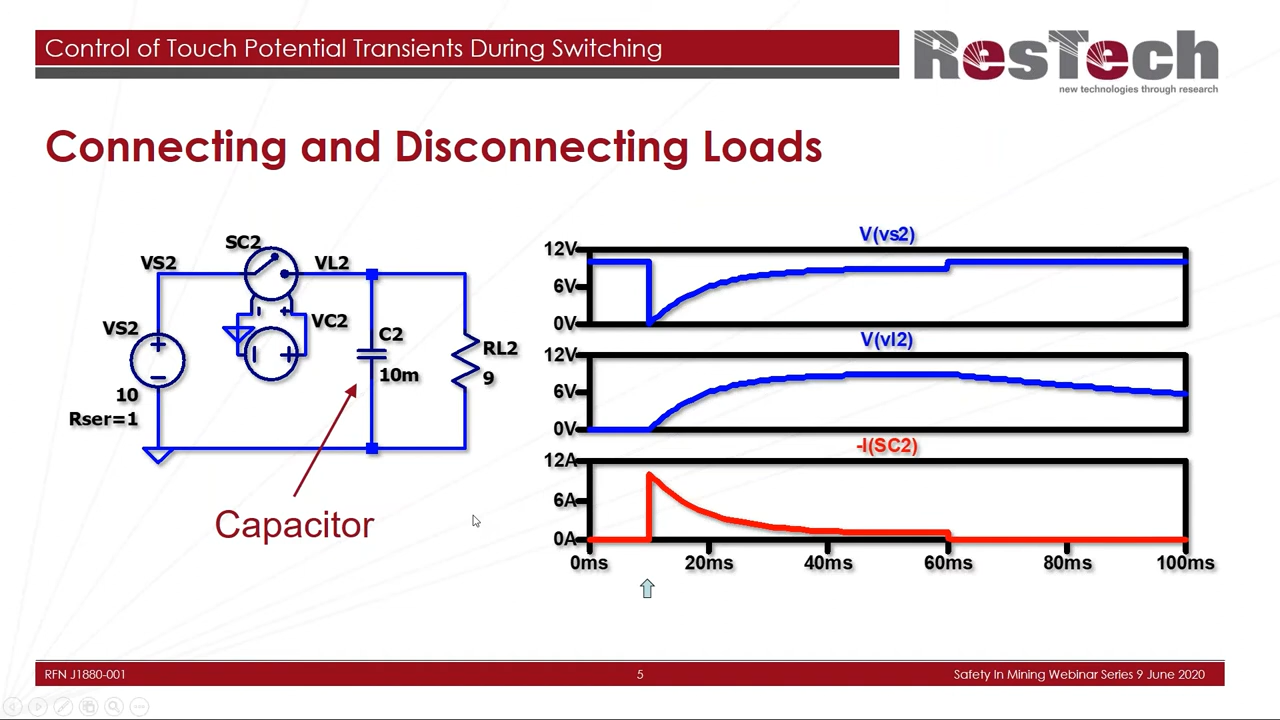 Control of Touch Potential Transients During Switching
ResTech
new technologies through research
Connecting and Disconnecting Loads
SC2
VS2
VL2
VC2
VS2
10
Rser=1
C2
10m
RL2
9
Capacitor
V(vs2)
12V
6V
0V
V(vl2)
12V
6V
0V
-I(SC2)
12A
6A
0A
0ms 20ms 40ms 60ms 80ms 100ms
RFN J1880-001
5
Safety In Mining Webinar Series 9 June 2020